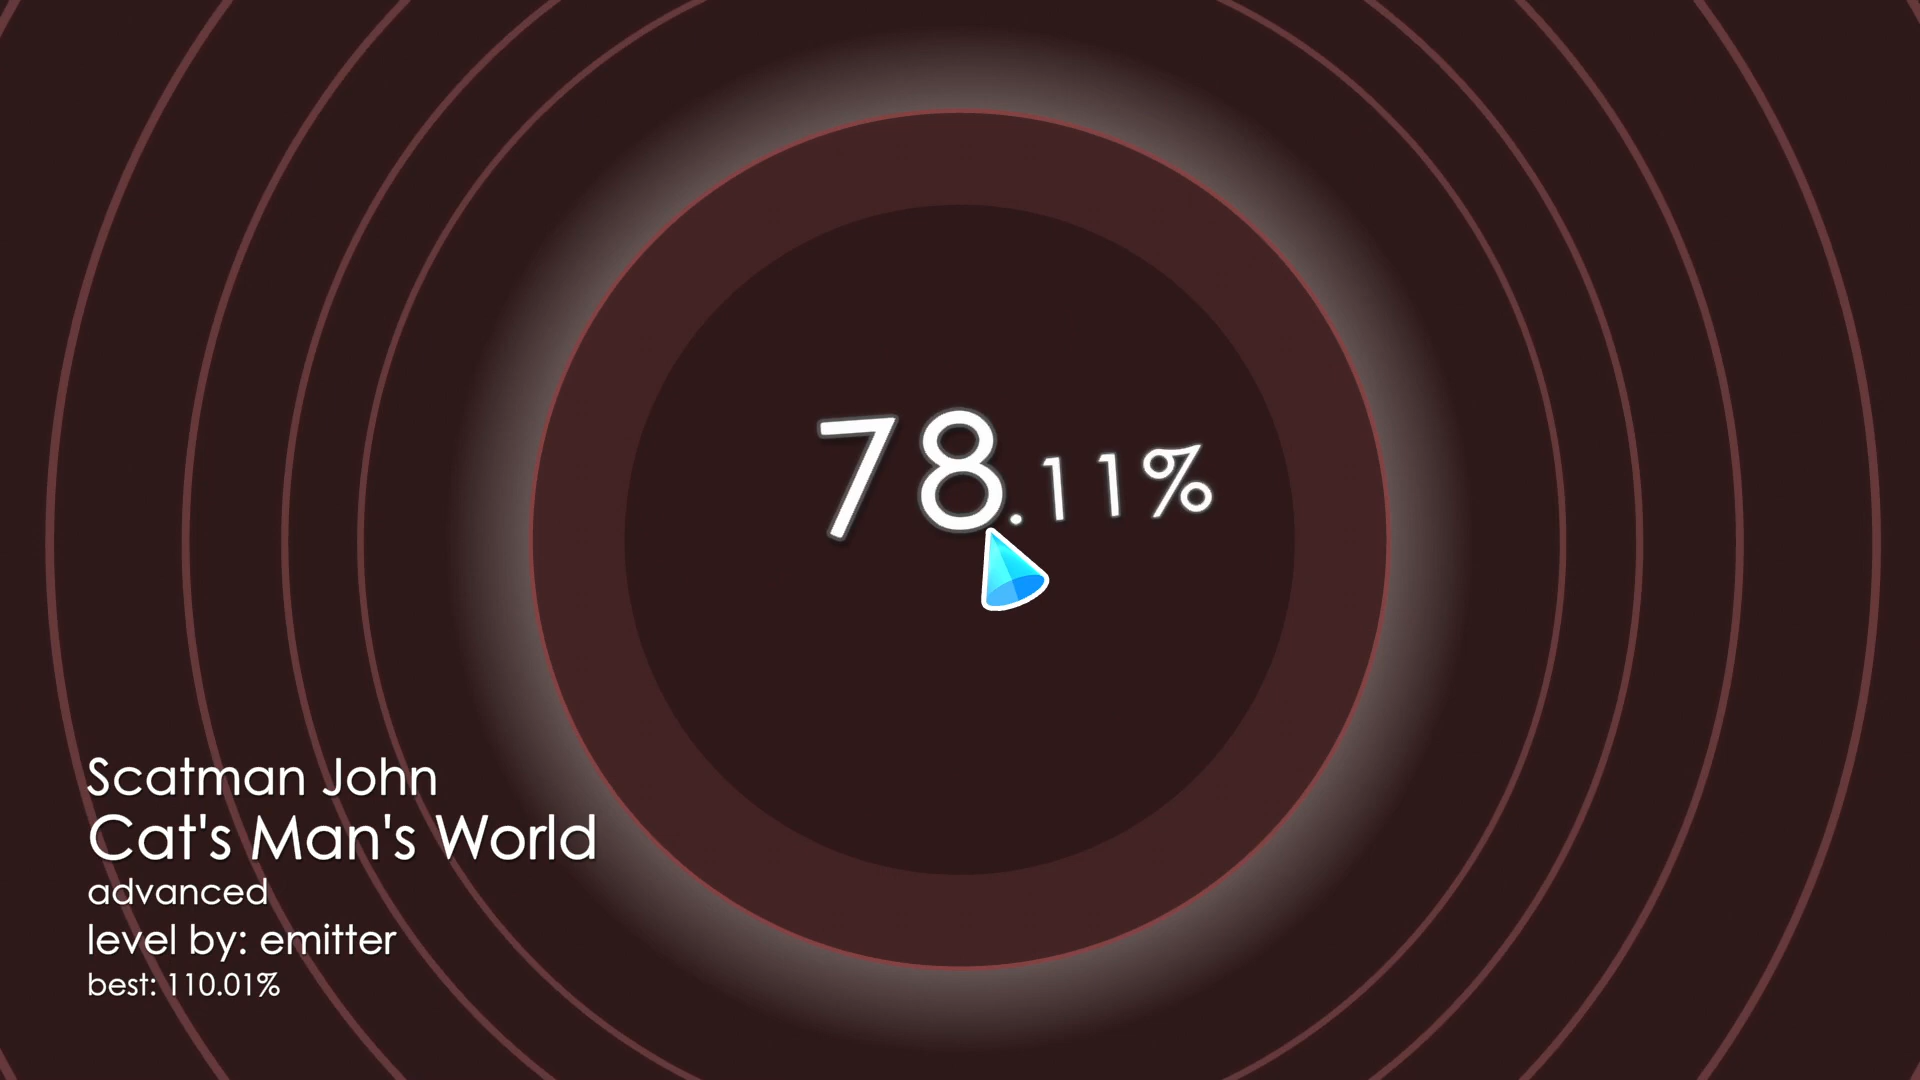 78.11%
Scatman John
Cat's Man's World
advanced
level by: emitter
best: 110.01%